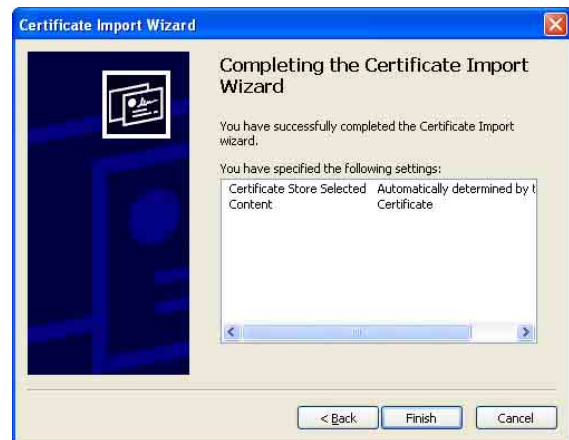 Certificate Import Wizard
Completing the Certificate Import
Wizard
You have successfully completed the Certificate Import
wizard.
You have specified the following settings:
Certificate Store Selected Automatically determined by t
Content Certificate
< Back Finish Cancel